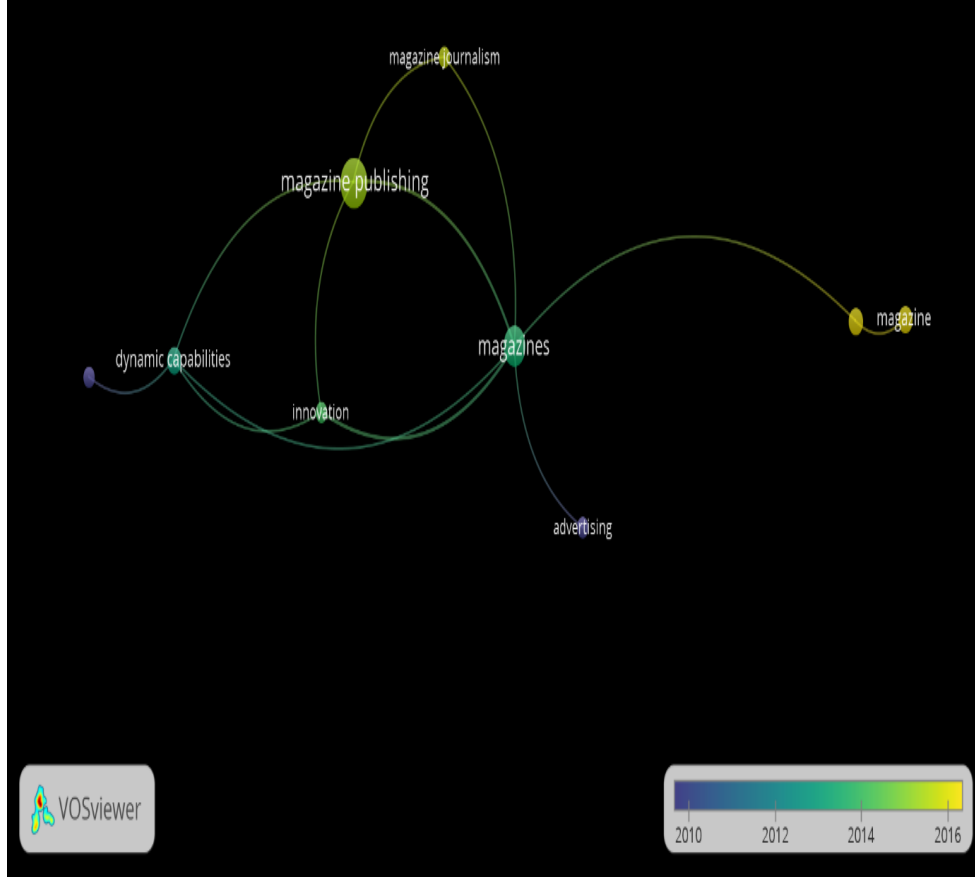 magazine journalism
magazine publishing
magazine
magazines
dynamic capabilities
innovation
advertising
VOSviewer
2010 2012 2014 2016